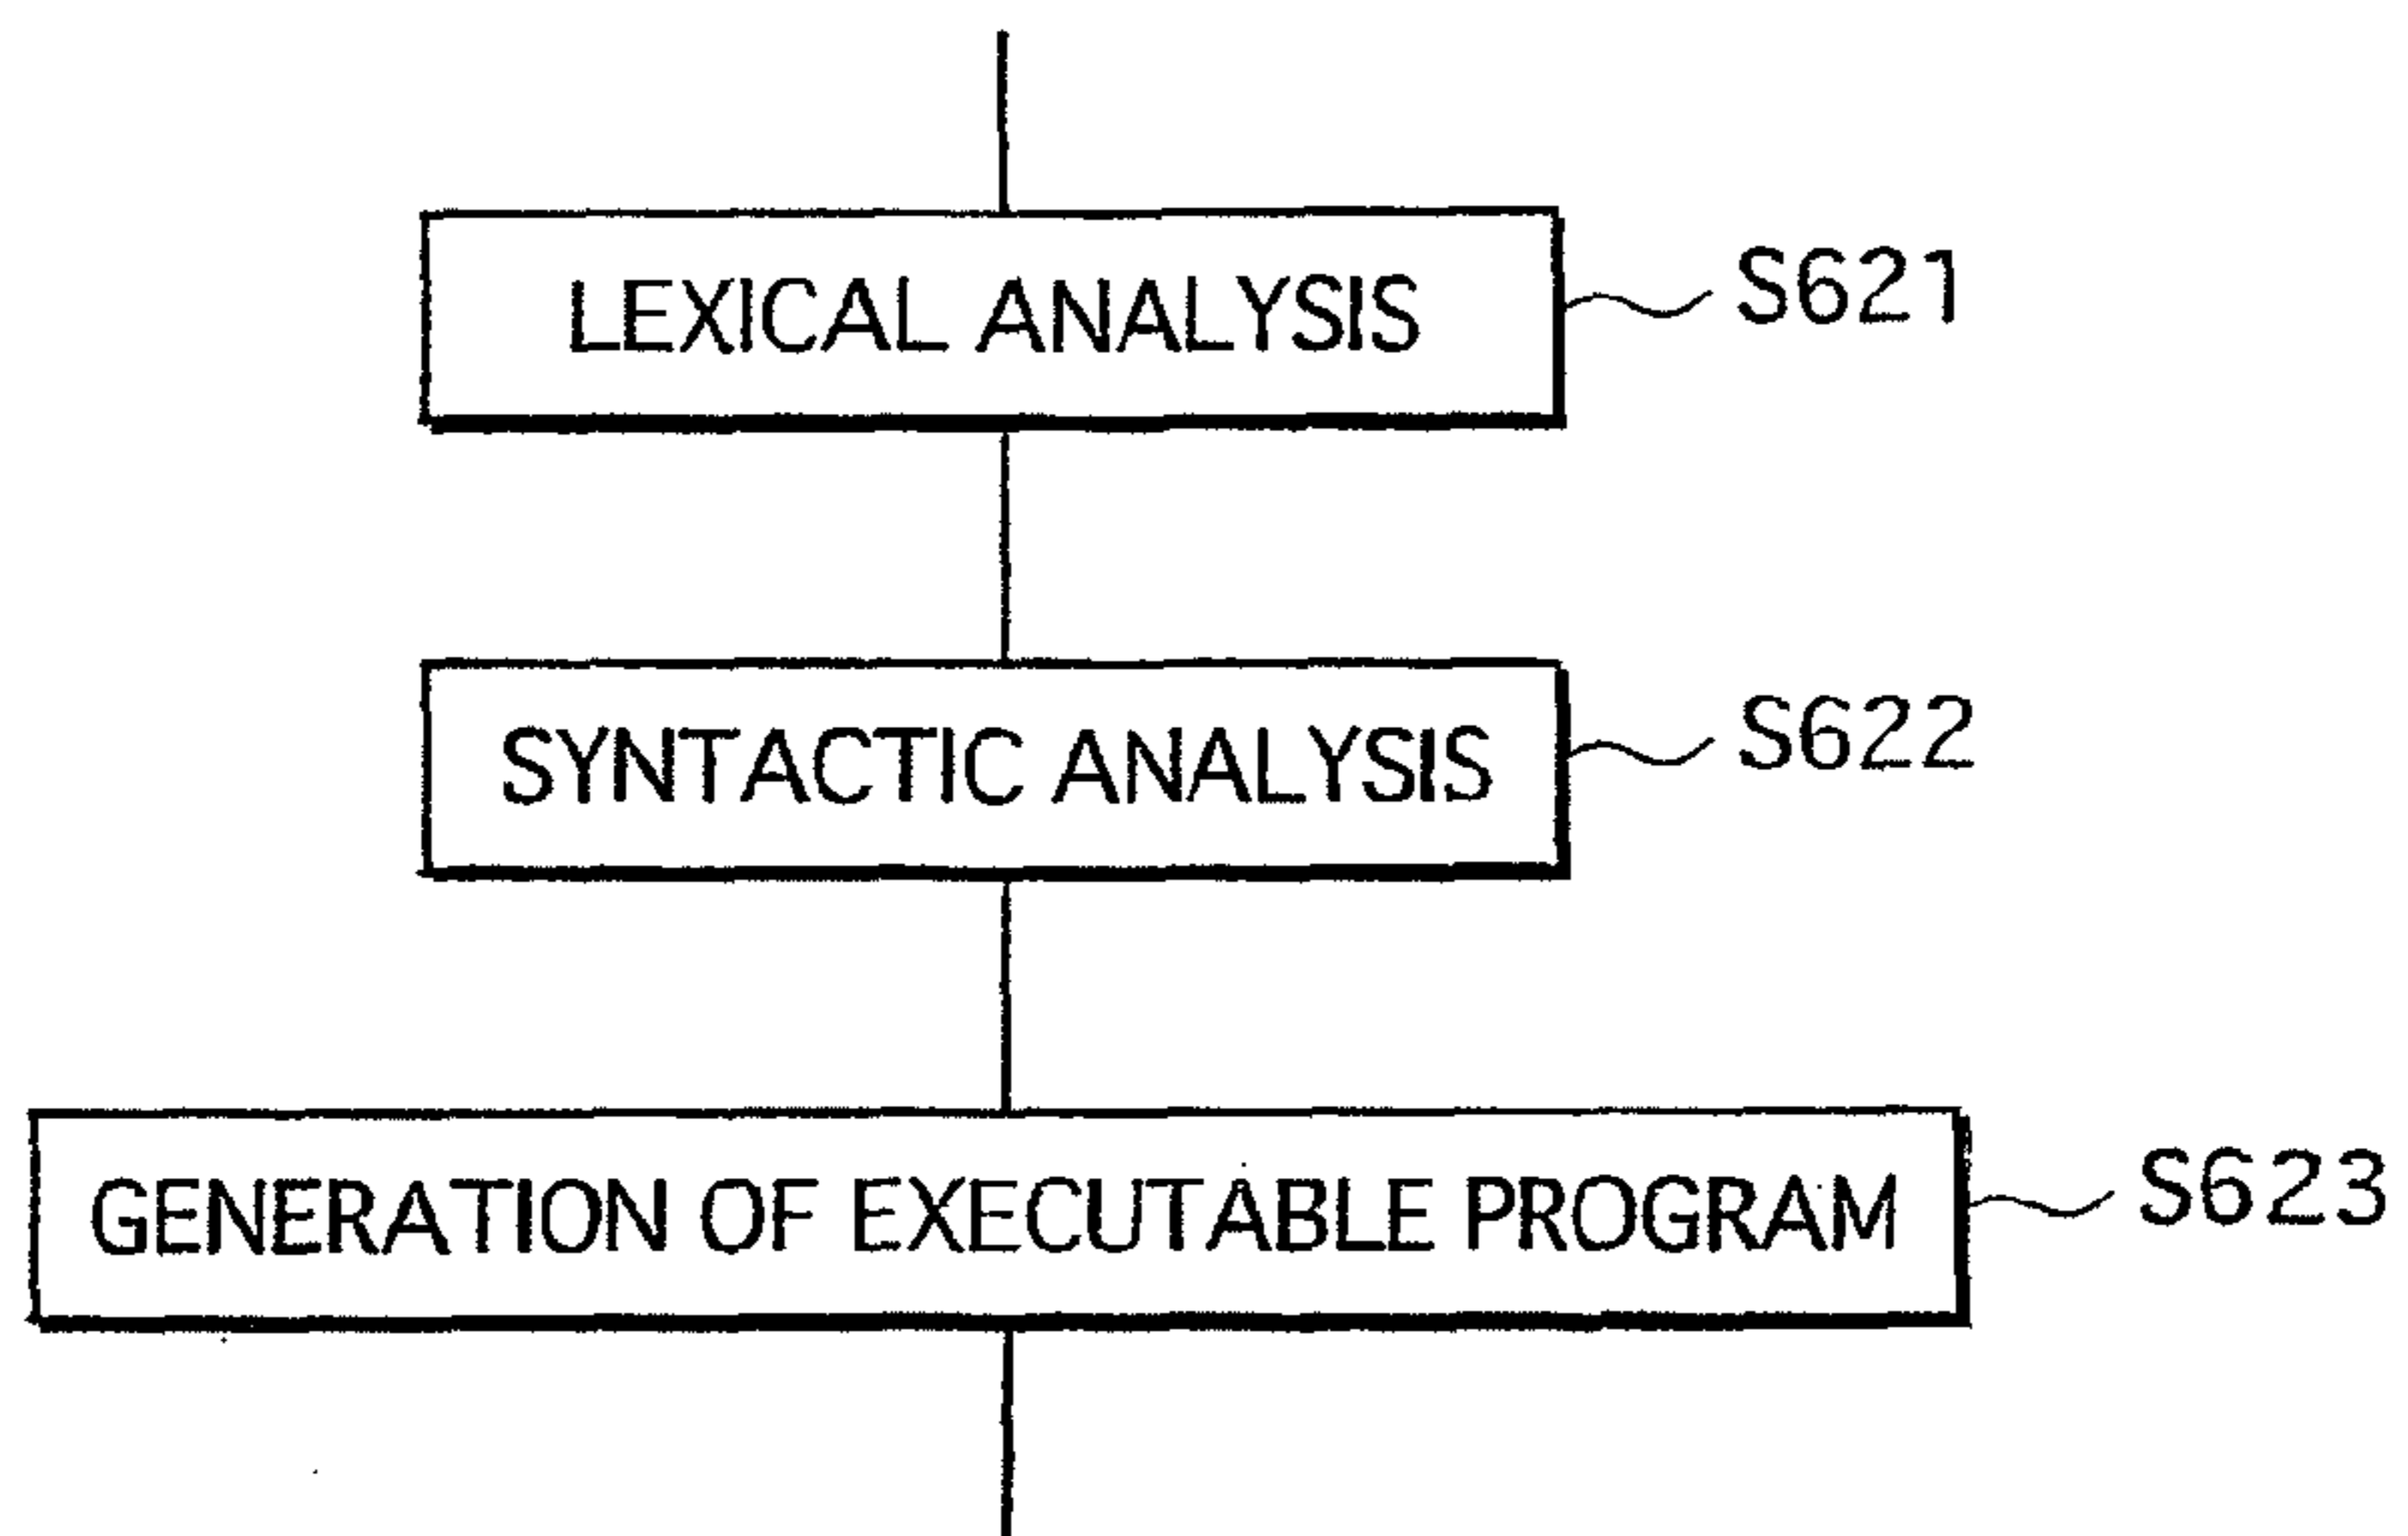 LEXICAL ANALYSIS S621
SYNTACTIC ANALYSIS S622
GENERATION OF EXECUTABLE PROGRAM S623